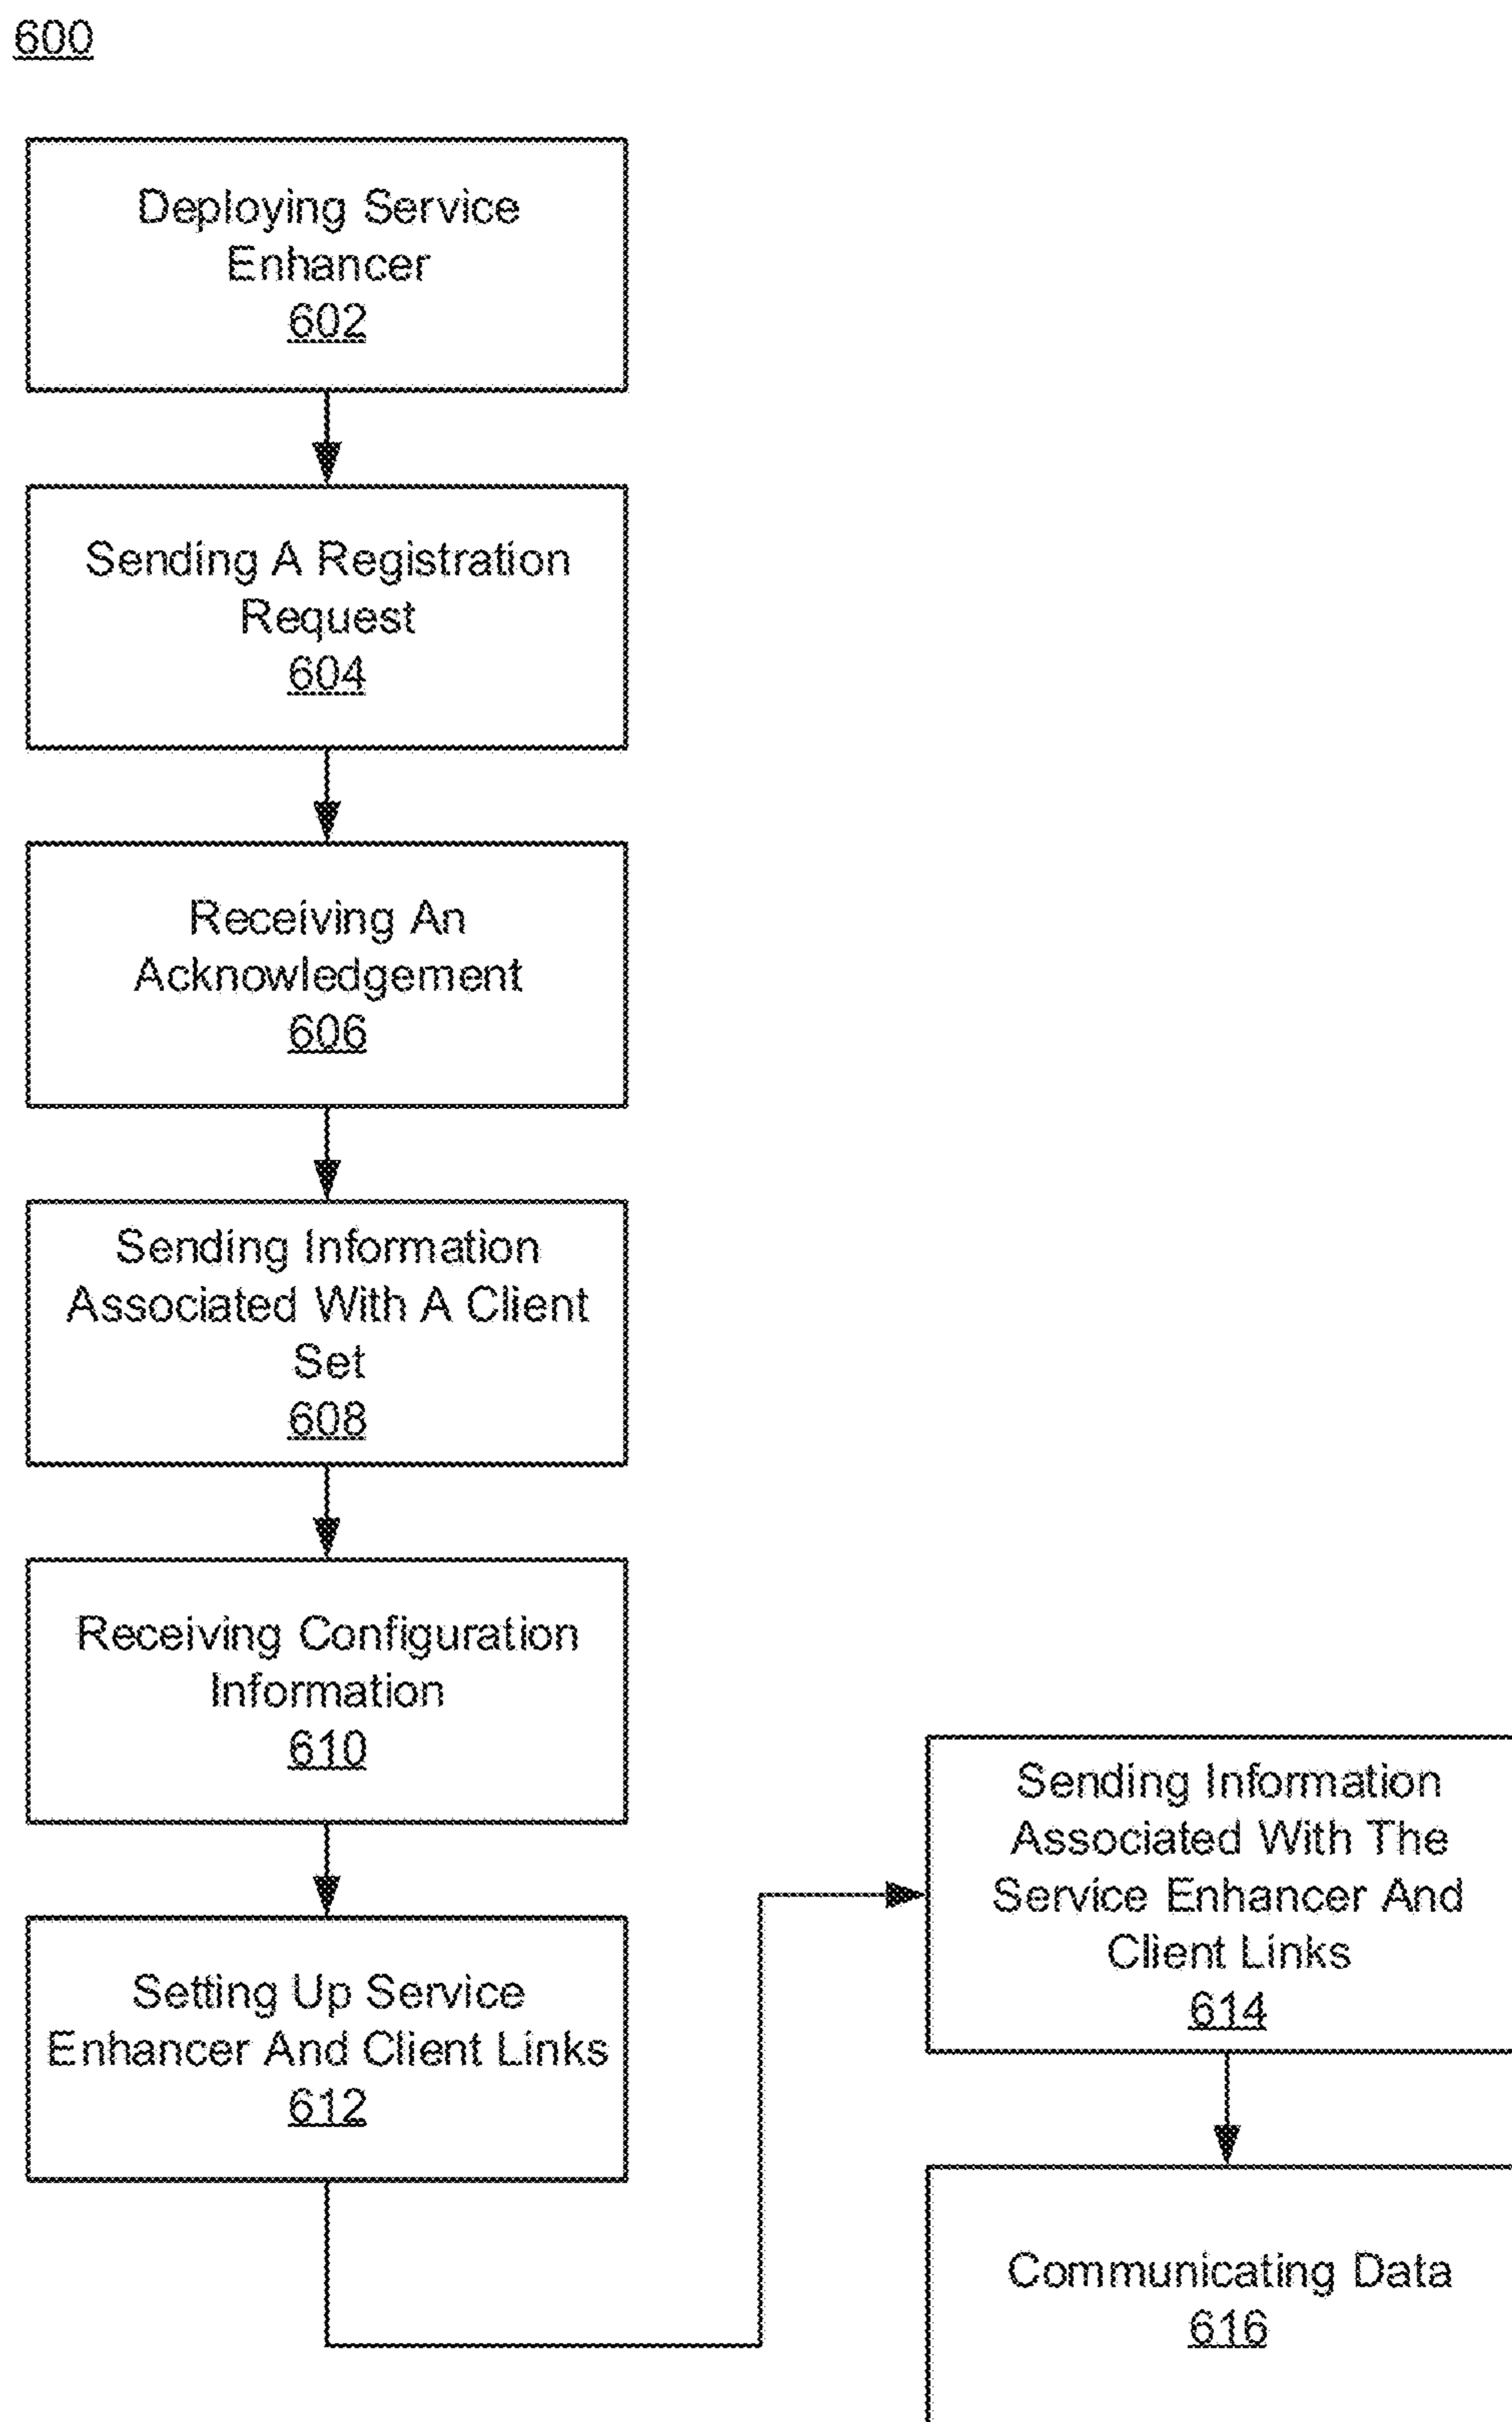 600
Deploying Service
Enhancer
602
Sending A Registration
Request
604
Receiving An
Acknowledgement
606
Sending Information
Associated With A Client
Set
608
Receiving Configuration
Information
610
Setting Up Service
Enhancer And Client Links
612
Sending Information
Associated With The
Service Enhancer And
Client Links
614
Communicating Data
616